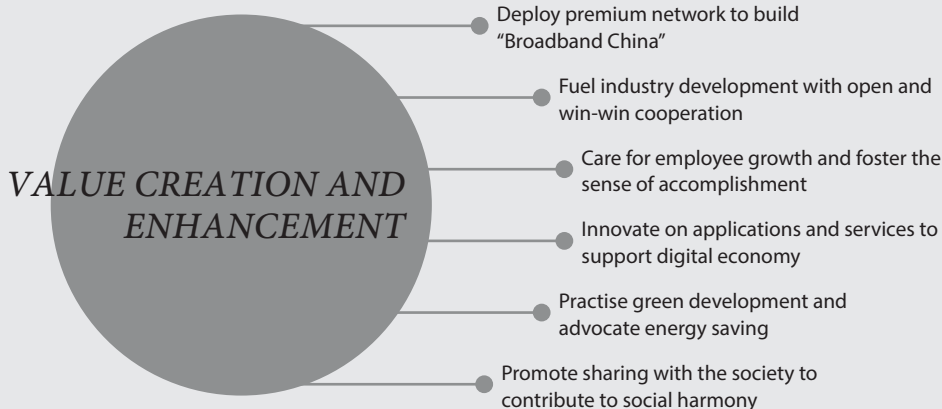 VALUE CREATION AND
ENHANCEMENT
Deploy premium network to build
“Broadband China”
Fuel industry development with open and
win-win cooperation
Care for employee growth and foster the
sense of accomplishment
Innovate on applications and services to
support digital economy
Practise green development and
advocate energy saving
Promote sharing with the society to
contribute to social harmony